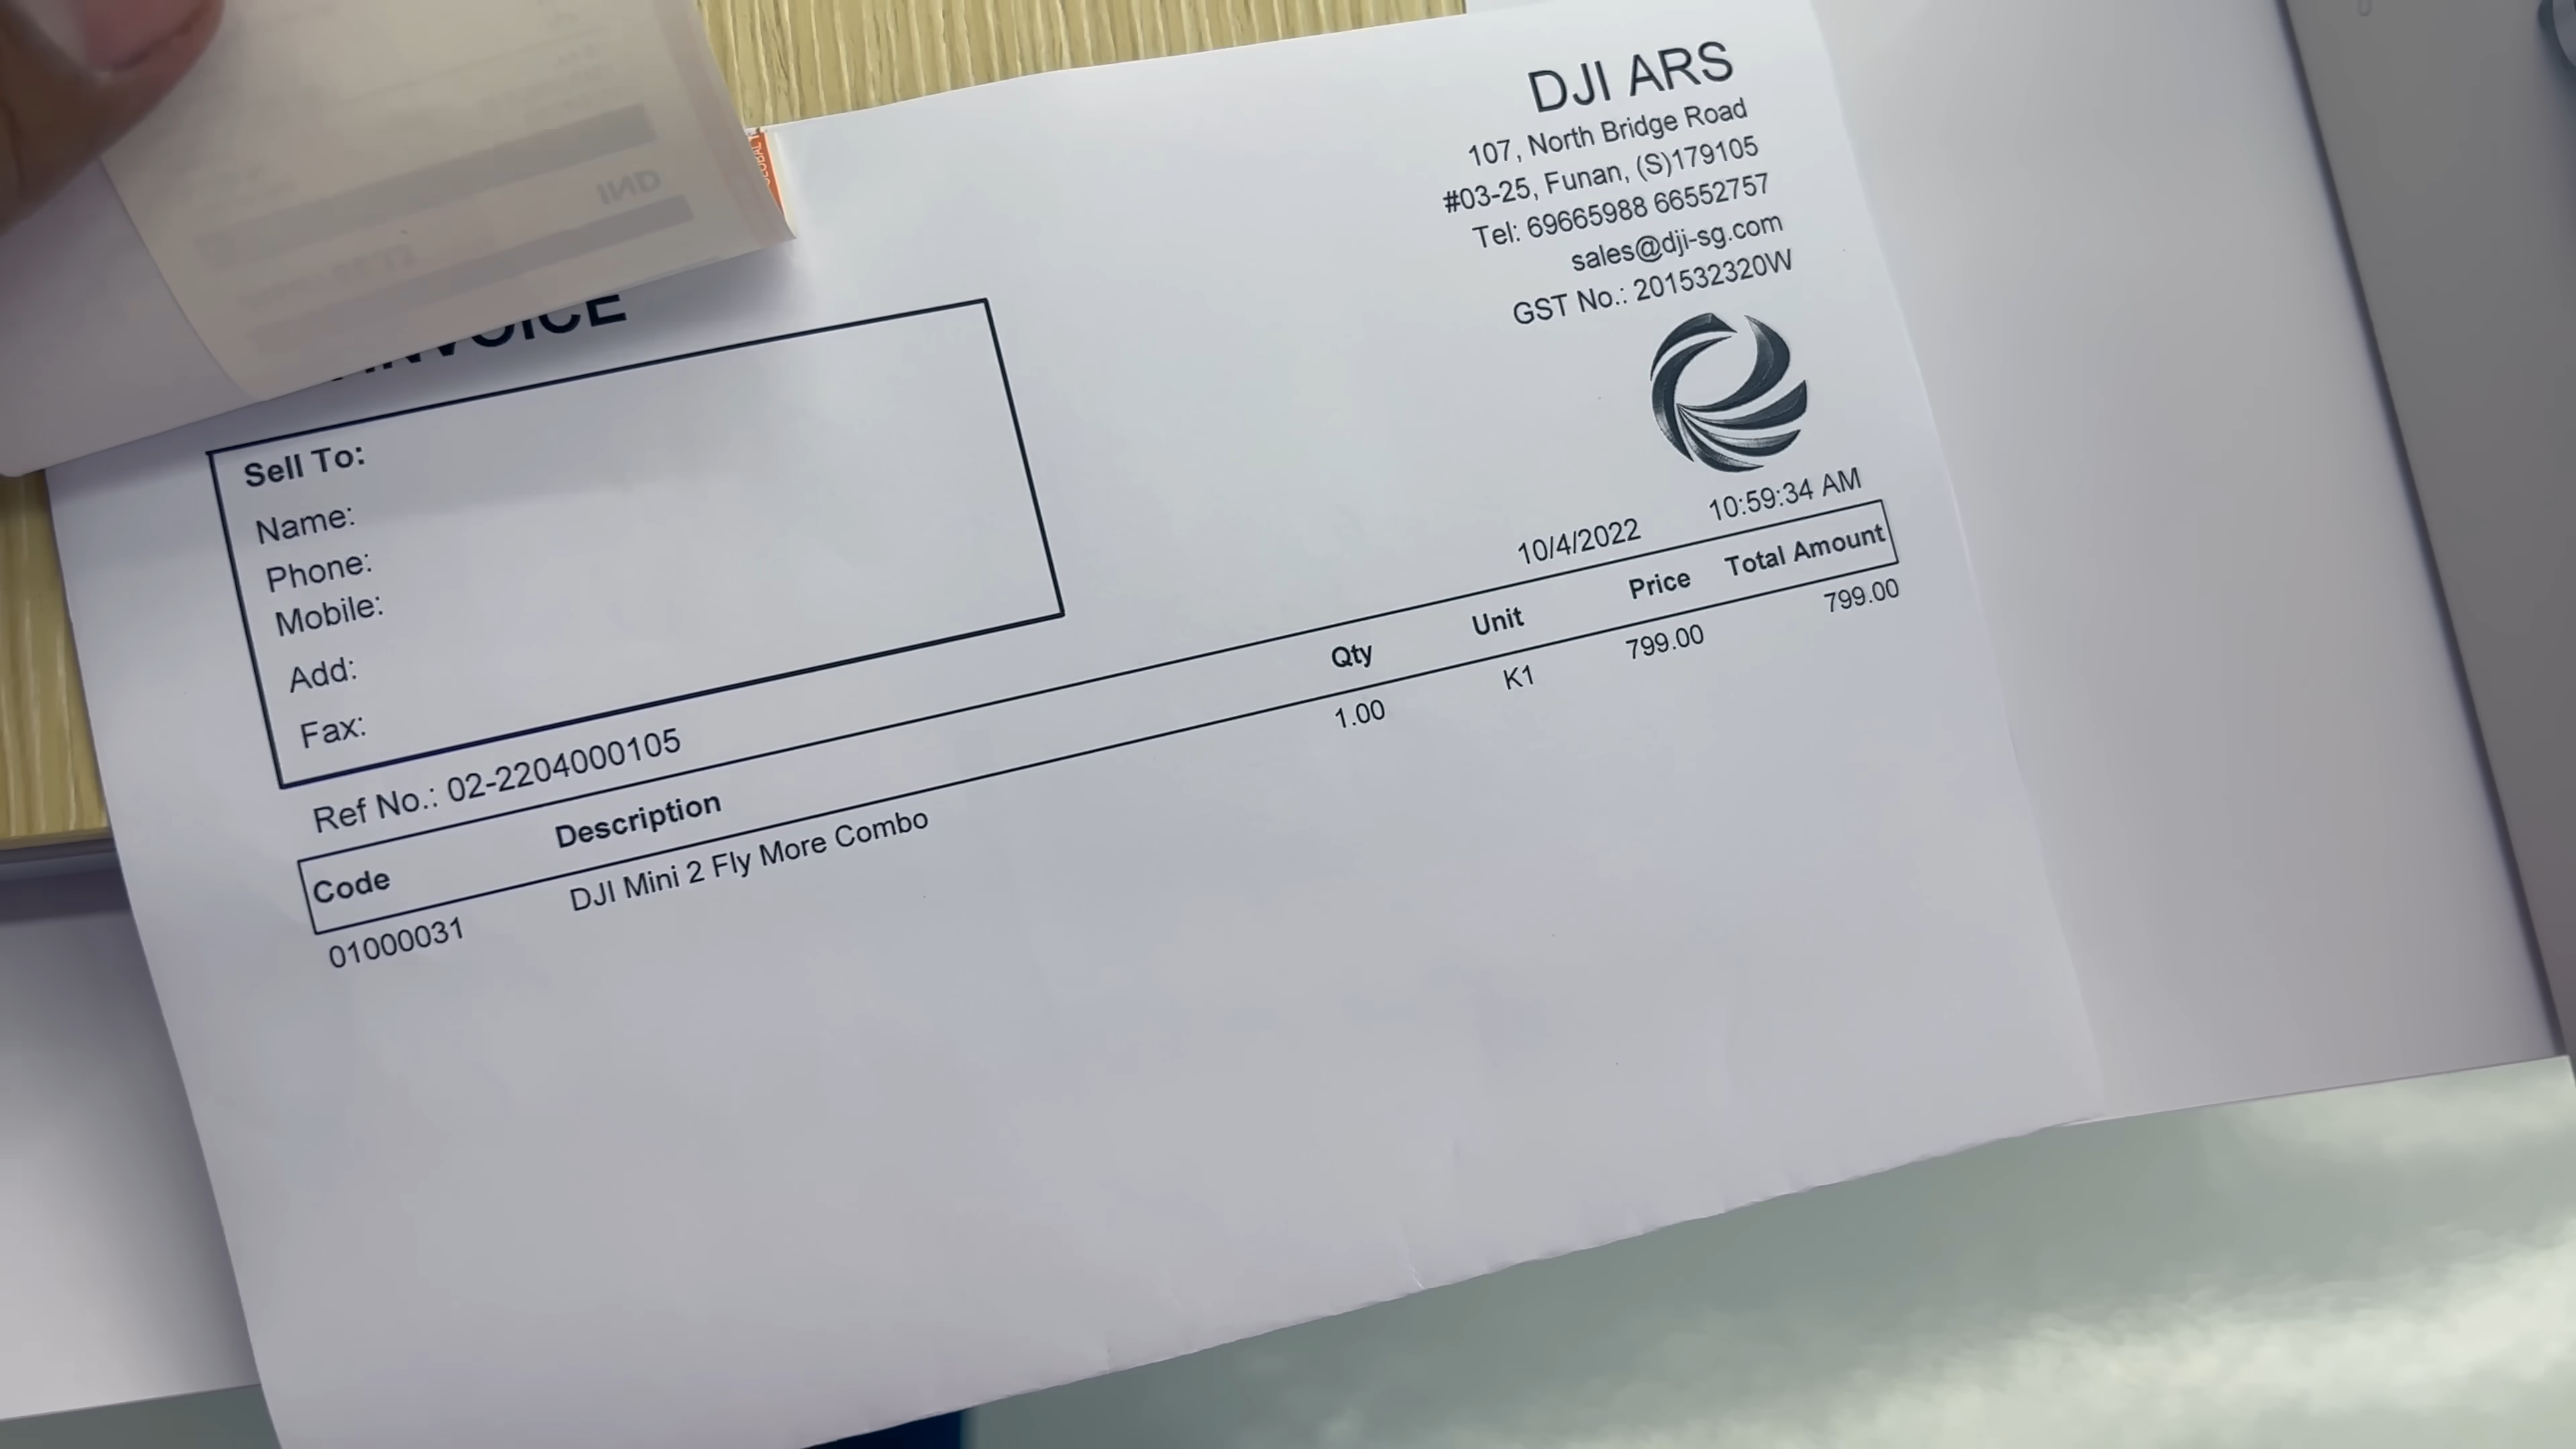 DJI ARS
107, North Bridge Road
#03-25, Funan, (S)179105
Tel: 69665988 66552757
sales@dji-sg.com
GST No.: 201532320W
INVOICE
Sell To:
Name:
Phone:
Mobile:
Add:
Fax:
10/4/2022 10:59:34 AM
Ref No.: 02-2204000105
Code Description Qty Unit Price Total Amount
01000031 DJI Mini 2 Fly More Combo 1.00 K1 799.00 799.00